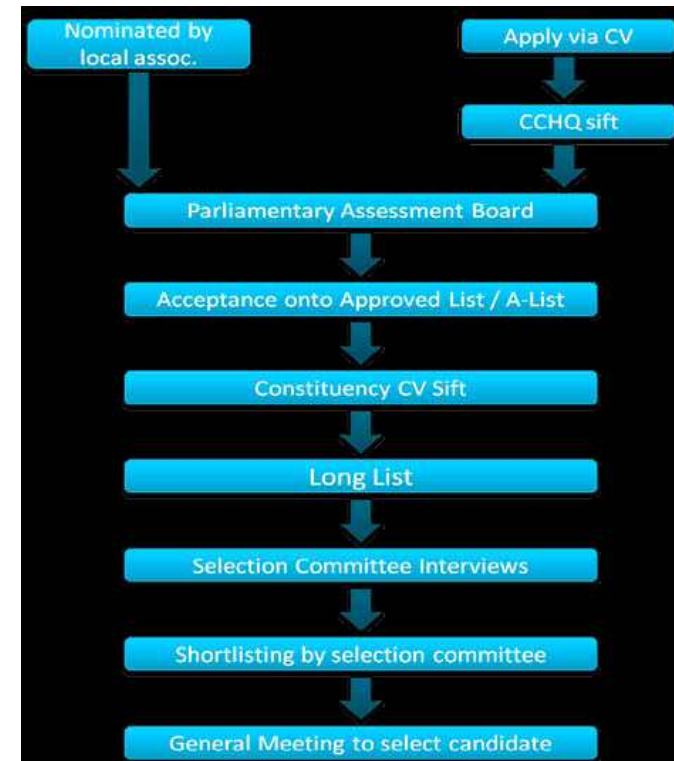 Nominated by
local assoc.
Apply via CV
CCHQ sift
Parliamentary Assessment Board
Acceptance onto Approved List / A-List
Constituency CV Sift
Long List
Selection Committee Interviews
Shortlisting by selection committee
General Meeting to select candidate